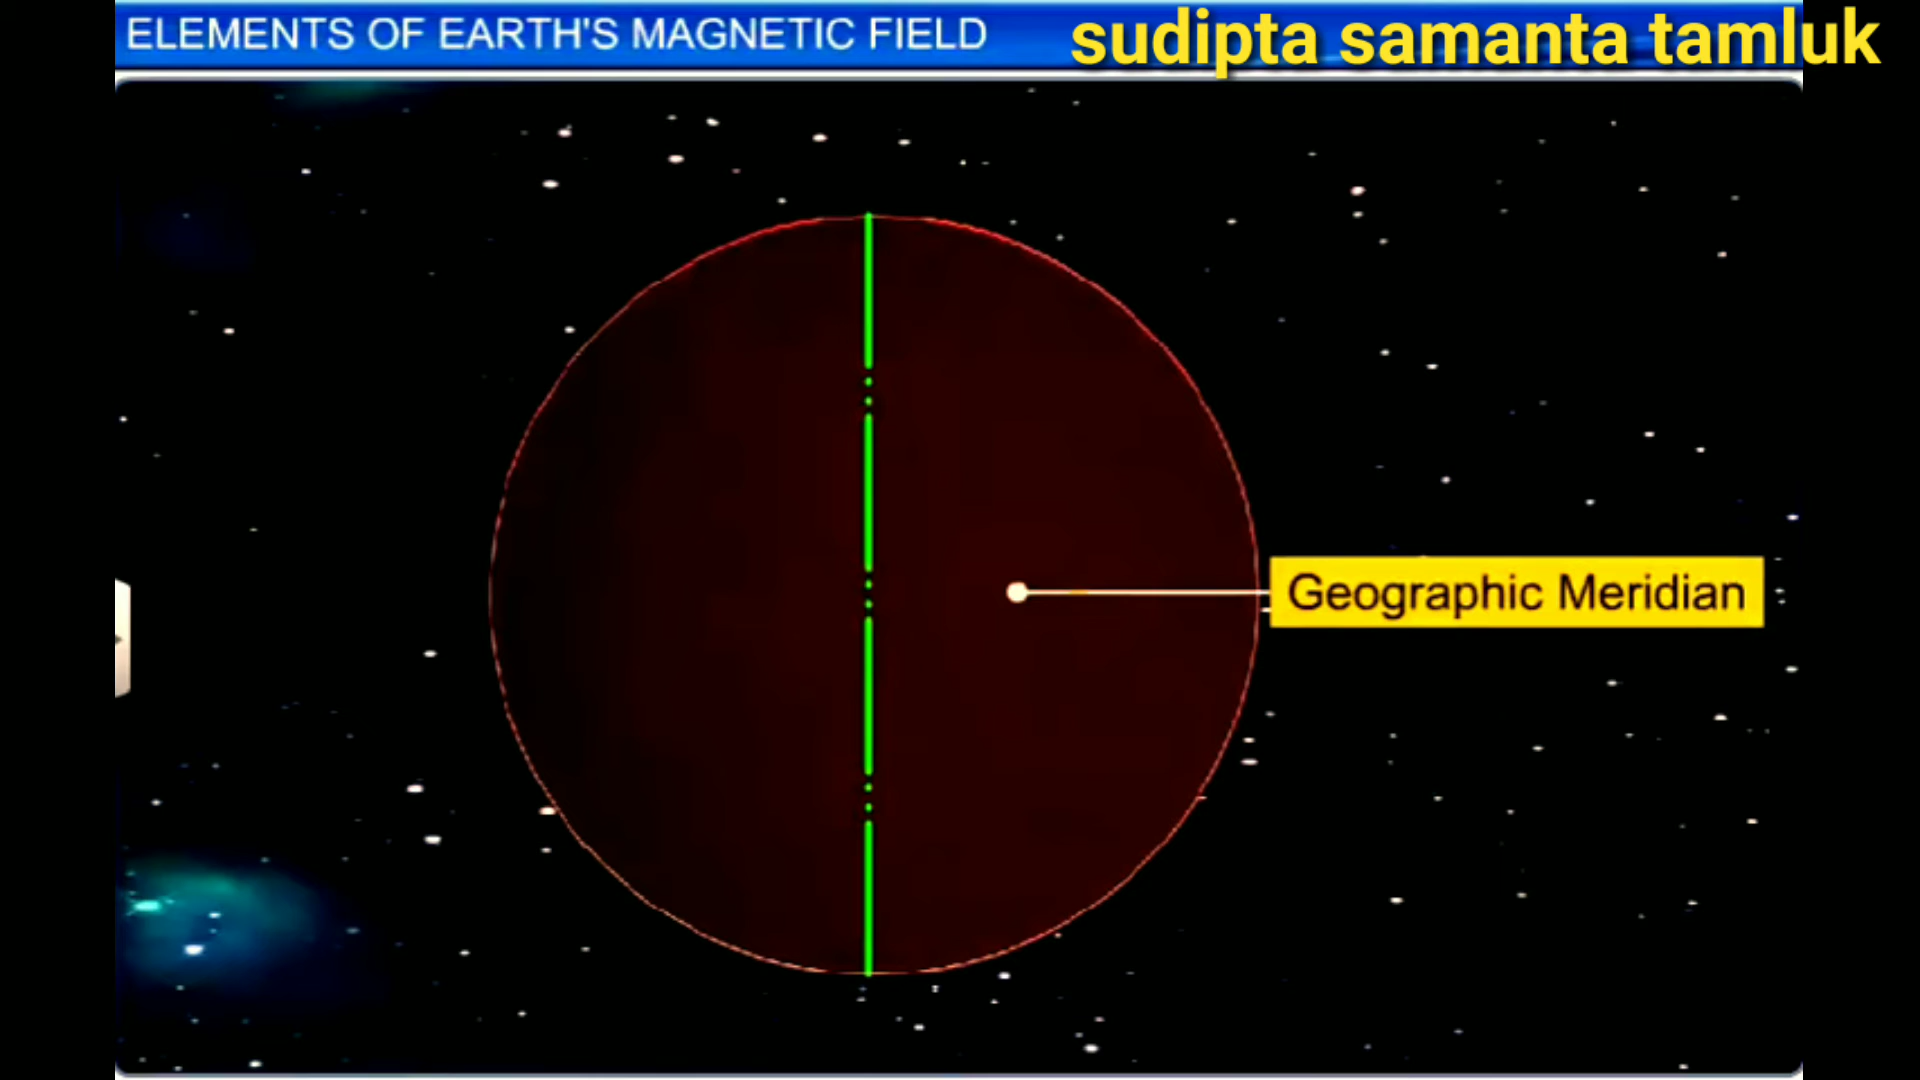 ELEMENTS OF EARTH'S MAGNETIC FIELD
sudipta samanta tamluk
Geographic Meridian